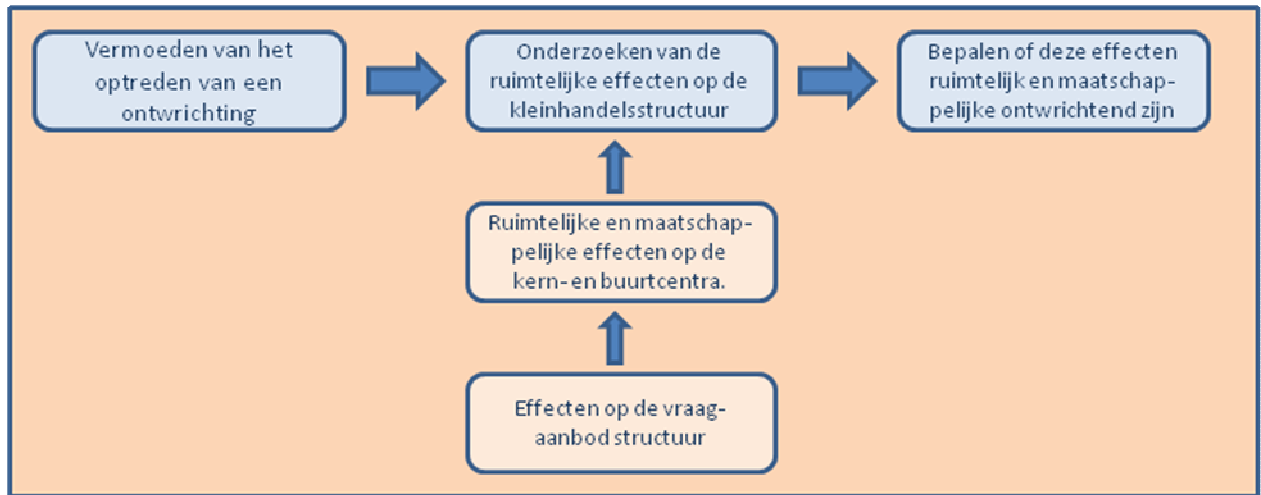 Vermoeden van het
optreden van een
ontwrichting
Onderzoeken van de
ruimtelijke effecten op de
kleinhandelsstructuur
Bepalen of deze effecten
ruimtelijk en maatschap-
pelijke ontwrichtend zijn
Ruimtelijke en maatschap-
pelijke effecten op de
kern- en buurtcentra.
Effecten op de vraag-
aanbod structuur